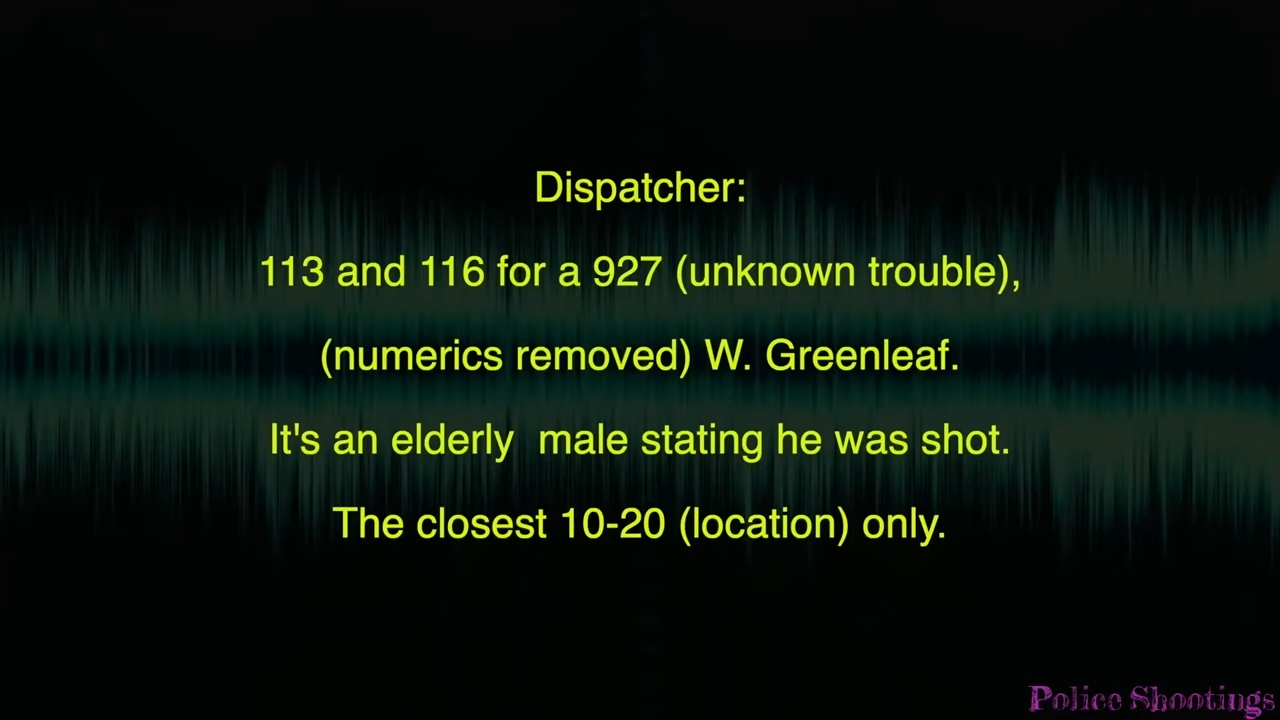 Dispatcher:
113 and 116 for a 927 (unknown trouble),
(numerics removed) W. Greenleaf.
It's an elderly  male stating he was shot.
The closest 10-20 (location) only.
Police Shootings